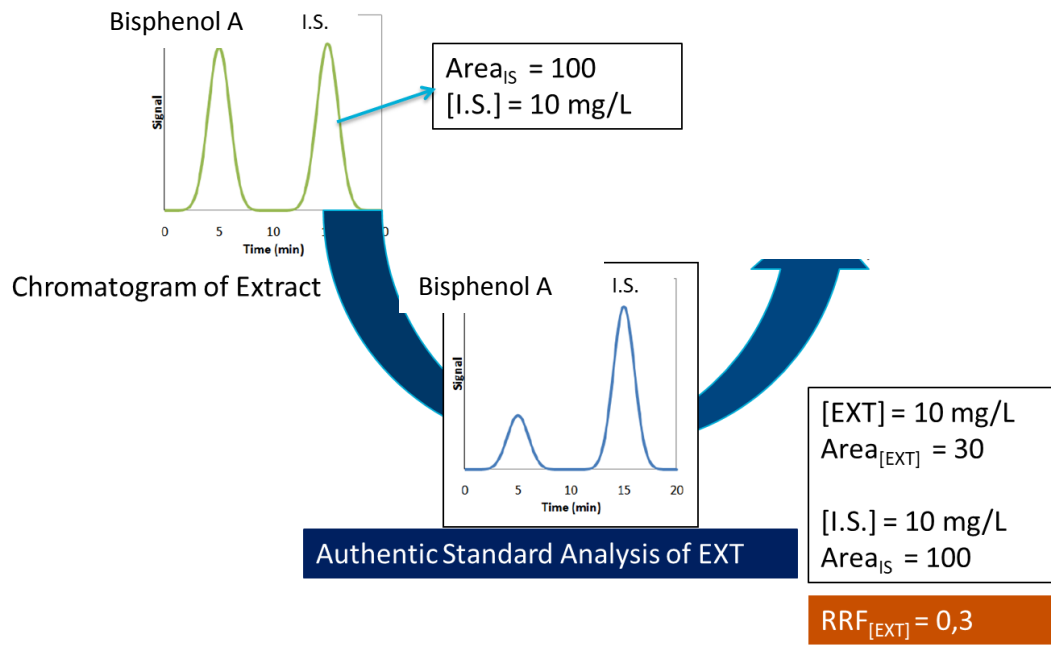 Bisphenol A I.S.
Area_IS = 100
[I.S.] = 10 mg/L
Signal
0 5 10 0
Time (min)
Chromatogram of Extract
Bisphenol A I.S.
Signal
0 5 10 15 20
Time (min)
[EXT] = 10 mg/L
Area_[EXT] = 30
[I.S.] = 10 mg/L
Area_IS = 100
Authentic Standard Analysis of EXT
RRF_[EXT] = 0,3